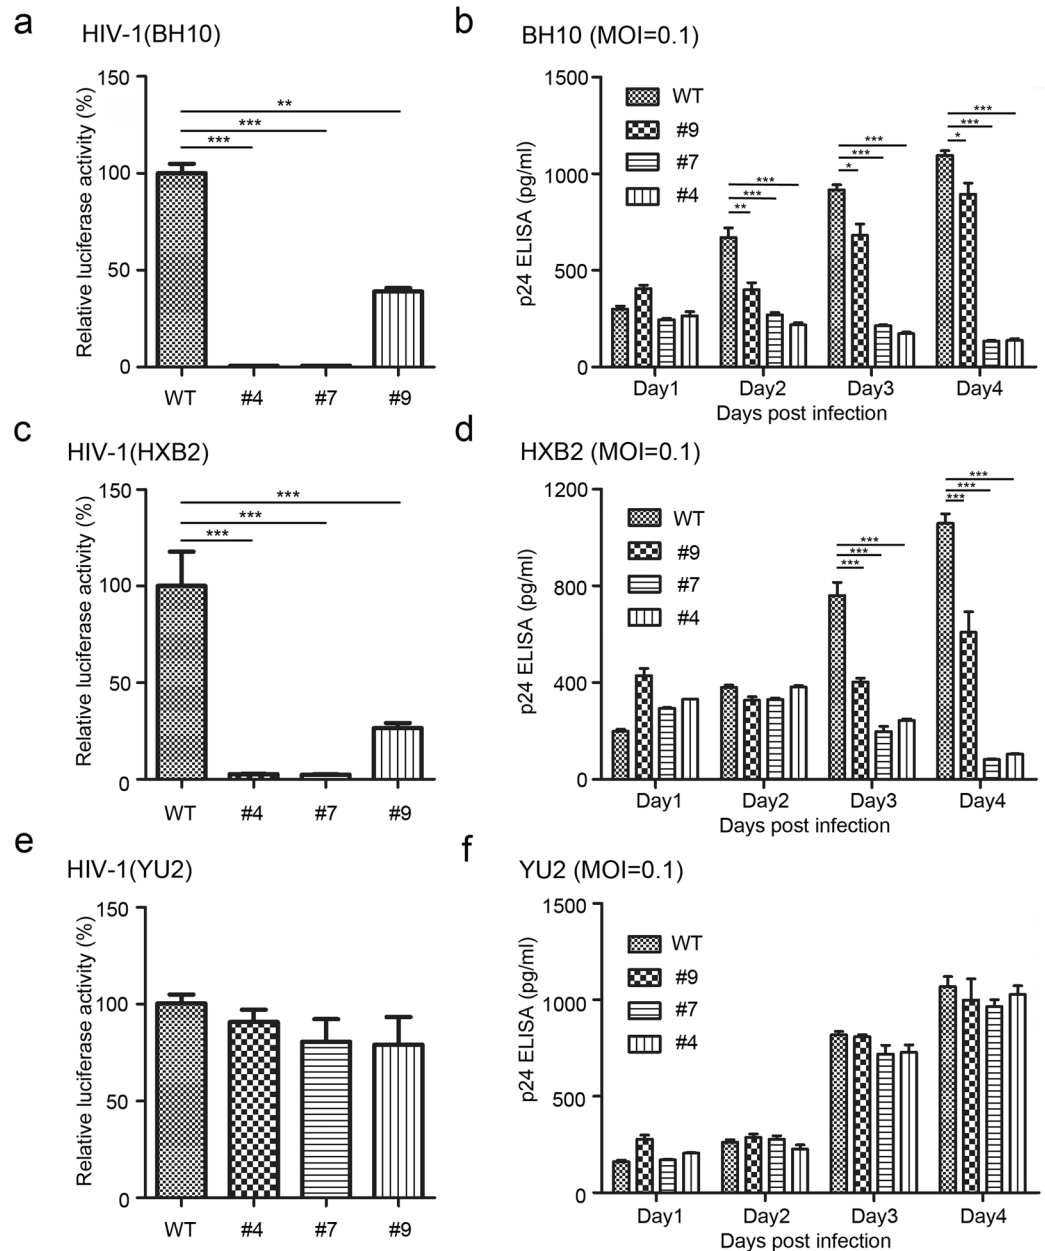 a
HIV-1(BH10)
Relative luciferase activity (%)
150
100
50
0
**
***
***
WT #4 #7 #9
b
BH10 (MOI=0.1)
p24 ELISA (pg/ml)
1500
1000
500
0
WT
#9
#7
#4
***
***
**
***
***
*
***
***
*
Day1 Day2 Day3 Day4
Days post infection
c
HIV-1(HXB2)
Relative luciferase activity (%)
150
100
50
0
***
***
***
WT #4 #7 #9
d
HXB2 (MOI=0.1)
p24 ELISA (pg/ml)
1200
800
400
0
WT
#9
#7
#4
***
***
***
***
***
***
Day1 Day2 Day3 Day4
Days post infection
e
HIV-1(YU2)
Relative luciferase activity (%)
150
100
50
0
WT #4 #7 #9
f
YU2 (MOI=0.1)
p24 ELISA (pg/ml)
1500
1000
500
0
WT
#9
#7
#4
Day1 Day2 Day3 Day4
Days post infection